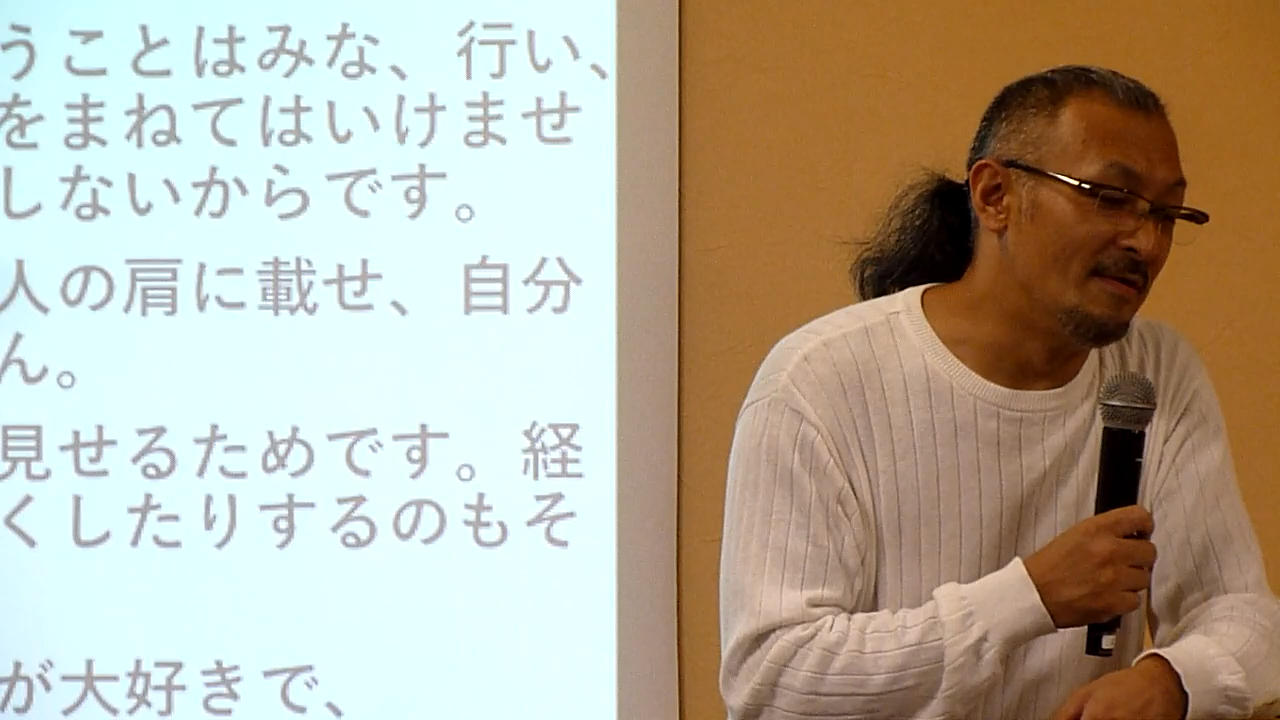 うことはみな、行い、
をまねてはいけませ
しないからです。
人の肩に載せ、自分
ん。
見せるためです。経
くしたりするのもそ
が大好きで、